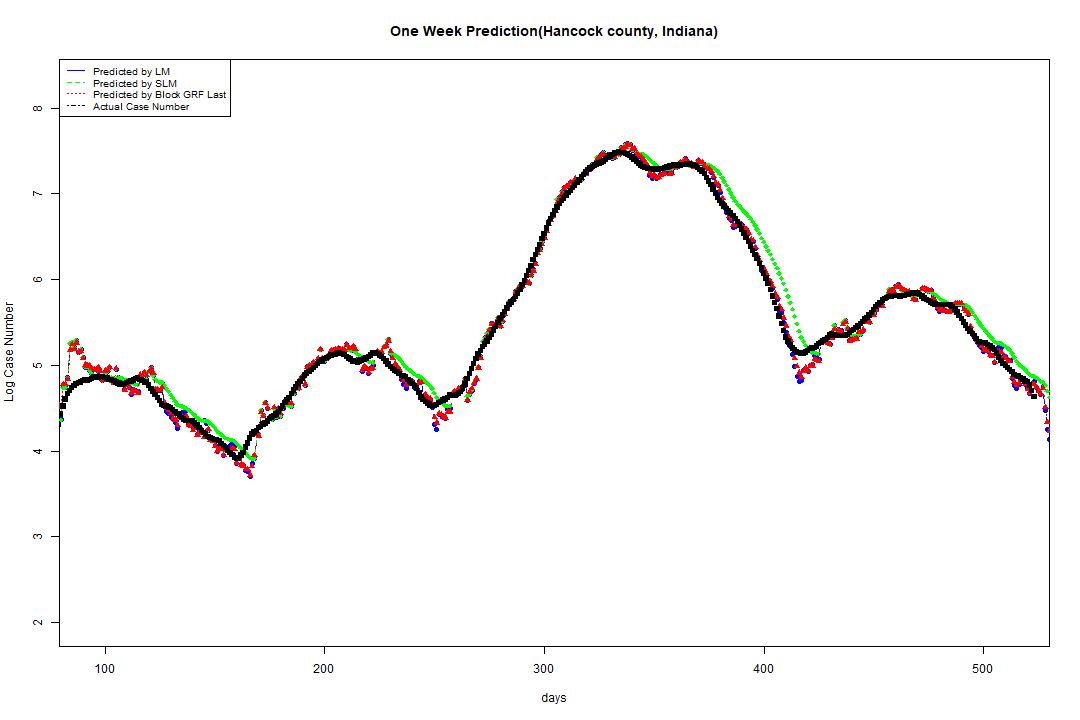 One Week Prediction(Hancock county, Indiana)
Predicted by LM
Predicted by SLM
Predicted by Block GRF Last
Actual Case Number
8
7
6
5
4
3
2
Log Case Number
100 200 300 400 500
days